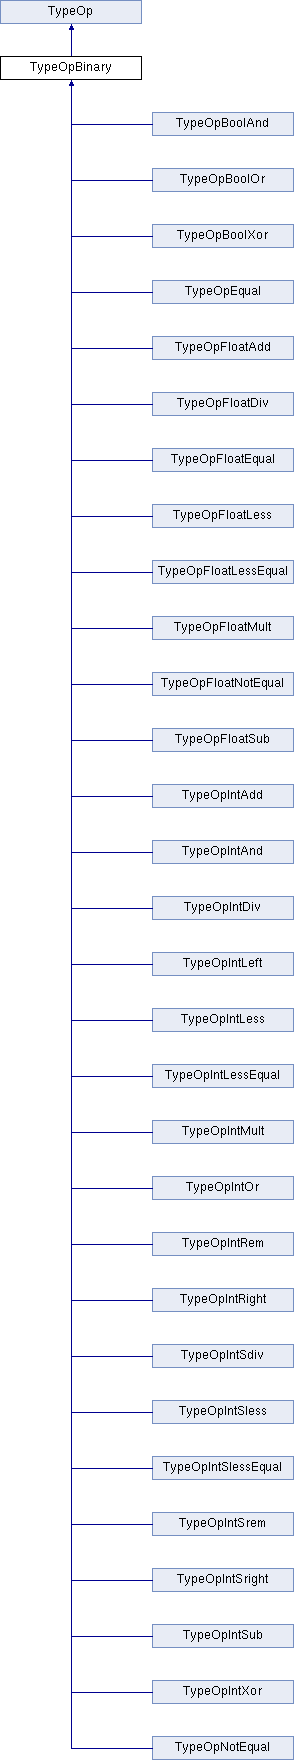 TypeOp
TypeOpBinary
TypeOpBoolAnd
TypeOpBoolOr
TypeOpBoolXor
TypeOpEqual
TypeOpFloatAdd
TypeOpFloatDiv
TypeOpFloatEqual
TypeOpFloatLess
TypeOpFloatLessEqual
TypeOpFloatMult
TypeOpFloatNotEqual
TypeOpFloatSub
TypeOpIntAdd
TypeOpIntAnd
TypeOpIntDiv
TypeOpIntLeft
TypeOpIntLess
TypeOpIntLessEqual
TypeOpIntMult
TypeOpIntOr
TypeOpIntRem
TypeOpIntRight
TypeOpIntSdiv
TypeOpIntSless
TypeOpIntSlessEqual
TypeOpIntSrem
TypeOpIntSright
TypeOpIntSub
TypeOpIntXor
TypeOpNotEqual